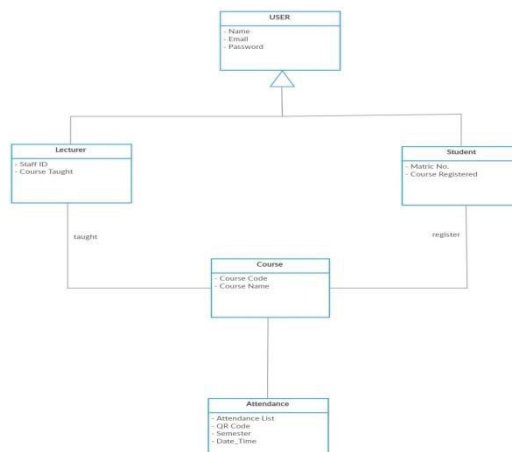 USER
- Name
- Email
- Password
Lecturer
- Staff ID
- Course Taught
Student
- Matric No.
- Course Registered
taught
register
Course
- Course Code
- Course Name
Attendance
- Attendance List
- QR Code
- Semester
- Date_Time